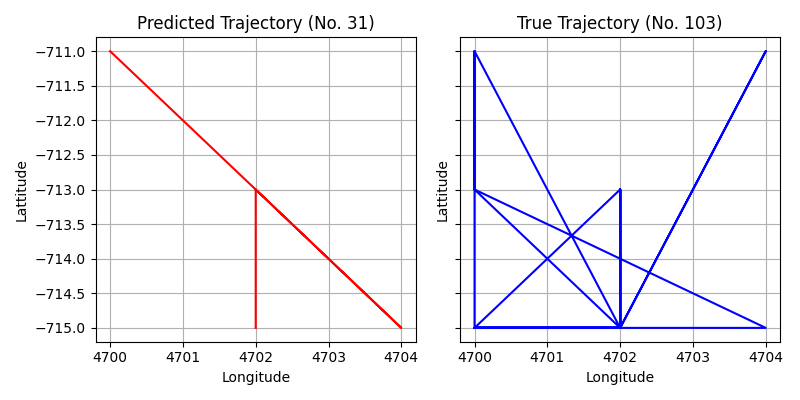 Predicted Trajectory (No. 31)
−711.0
−711.5
−712.0
−712.5
−713.0
−713.5
−714.0
−714.5
−715.0
Lattitude
4700 4701 4702 4703 4704
Longitude
True Trajectory (No. 103)
Lattitude
4700 4701 4702 4703 4704
Longitude